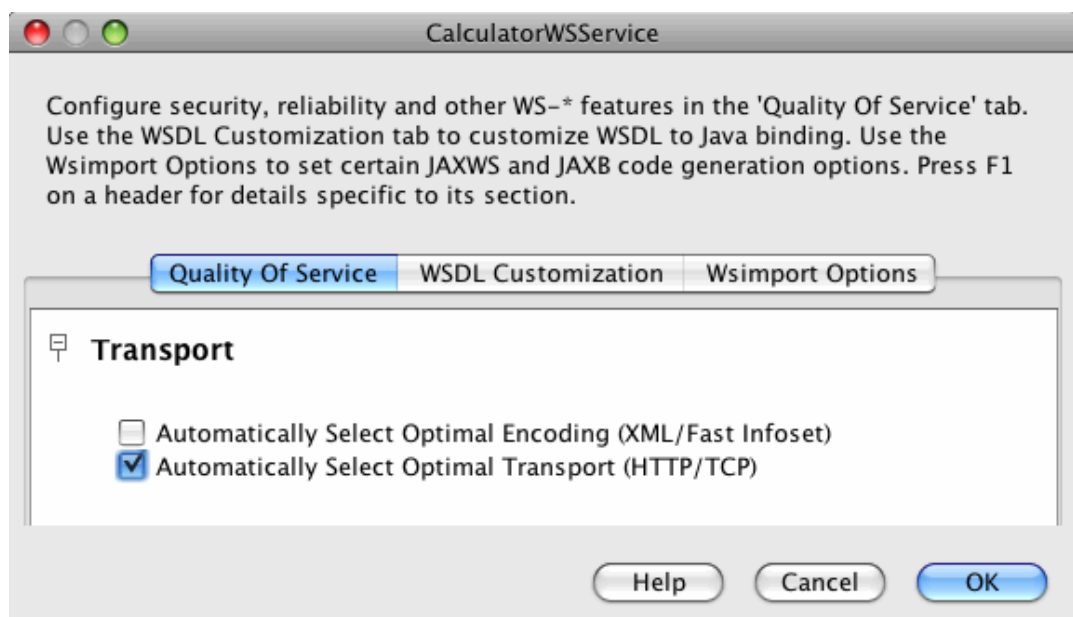 CalculatorWSService
Configure security, reliability and other WS-* features in the 'Quality Of Service' tab.
Use the WSDL Customization tab to customize WSDL to Java binding. Use the
Wsimport Options to set certain JAXWS and JAXB code generation options. Press F1
on a header for details specific to its section.
Quality Of Service WSDL Customization Wsimport Options
Transport
Automatically Select Optimal Encoding (XML/Fast Infoset)
Automatically Select Optimal Transport (HTTP/TCP)
Help Cancel OK